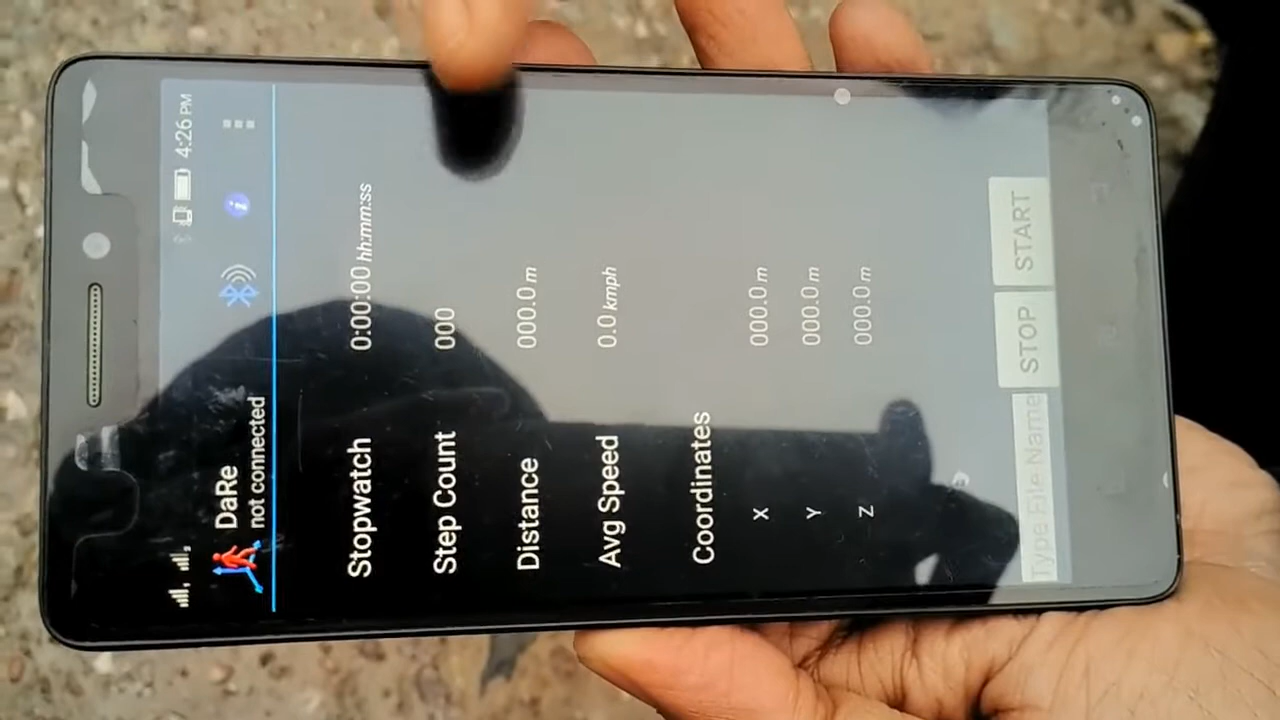 4:26 PM
DaRe
not connected
Stopwatch 0:00:00 hh:mm:ss
Step Count 000
Distance 000.0 m
Avg Speed 0.0 kmph
Coordinates
X 000.0 m
Y 000.0 m
Z 000.0 m
Type File Name STOP START